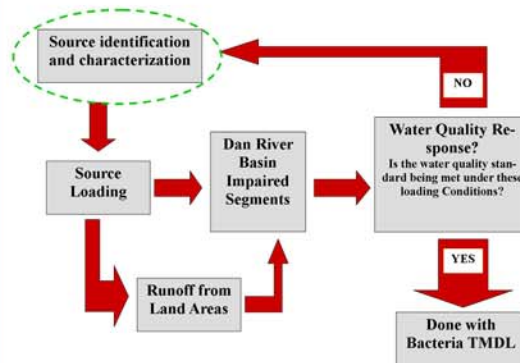 Source identification
and characterization
NO
Source
Loading
Dan River
Basin
Impaired
Segments
Water Quality Re-
sponse?
Is the water quality stan-
dard being met under these
loading Conditions?
YES
Runoff from
Land Areas
Done with
Bacteria TMDL